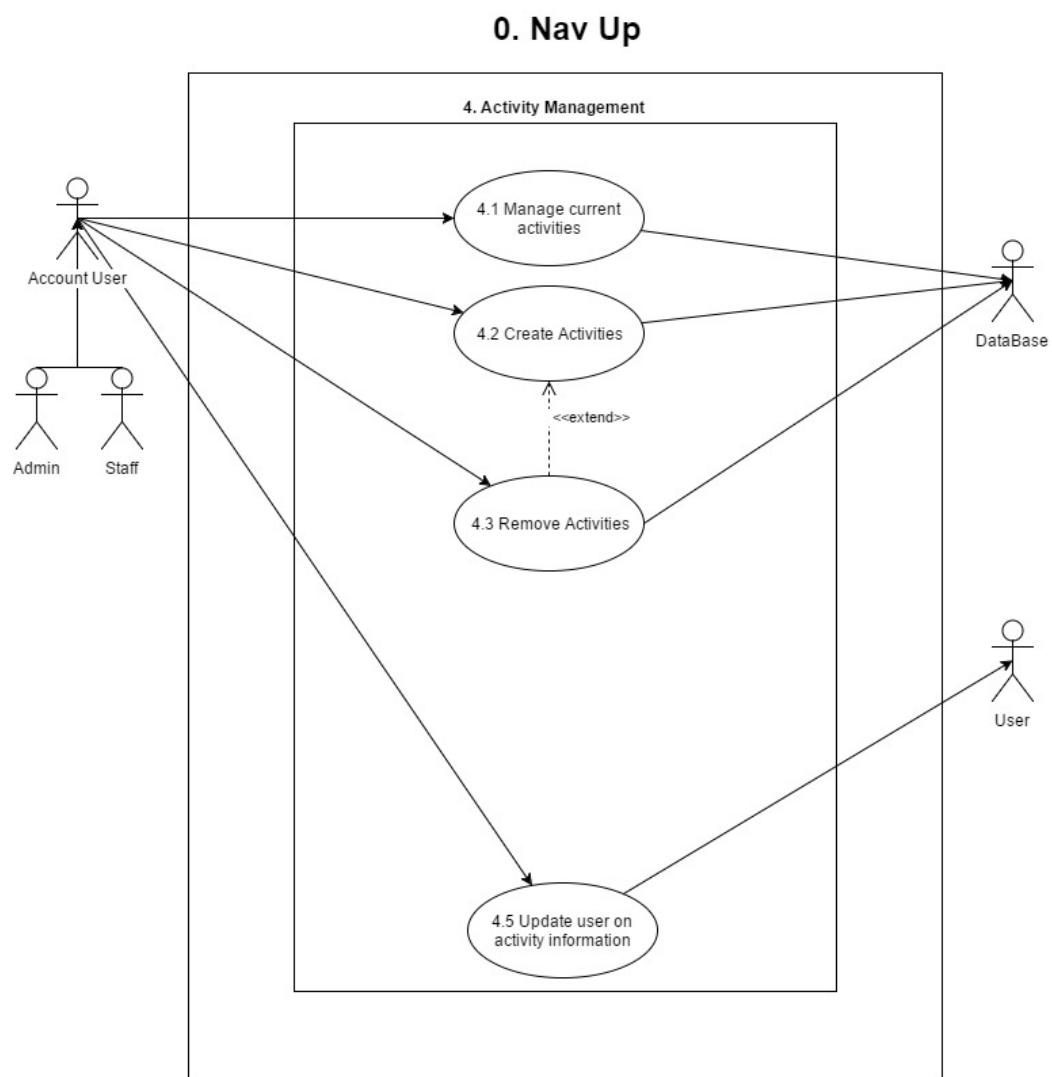 0. Nav Up
4. Activity Management
4.1 Manage current
activities
Account User
DataBase
4.2 Create Activities
<<extend>>
Admin
Staff
4.3 Remove Activities
User
4.5 Update user on
activity information